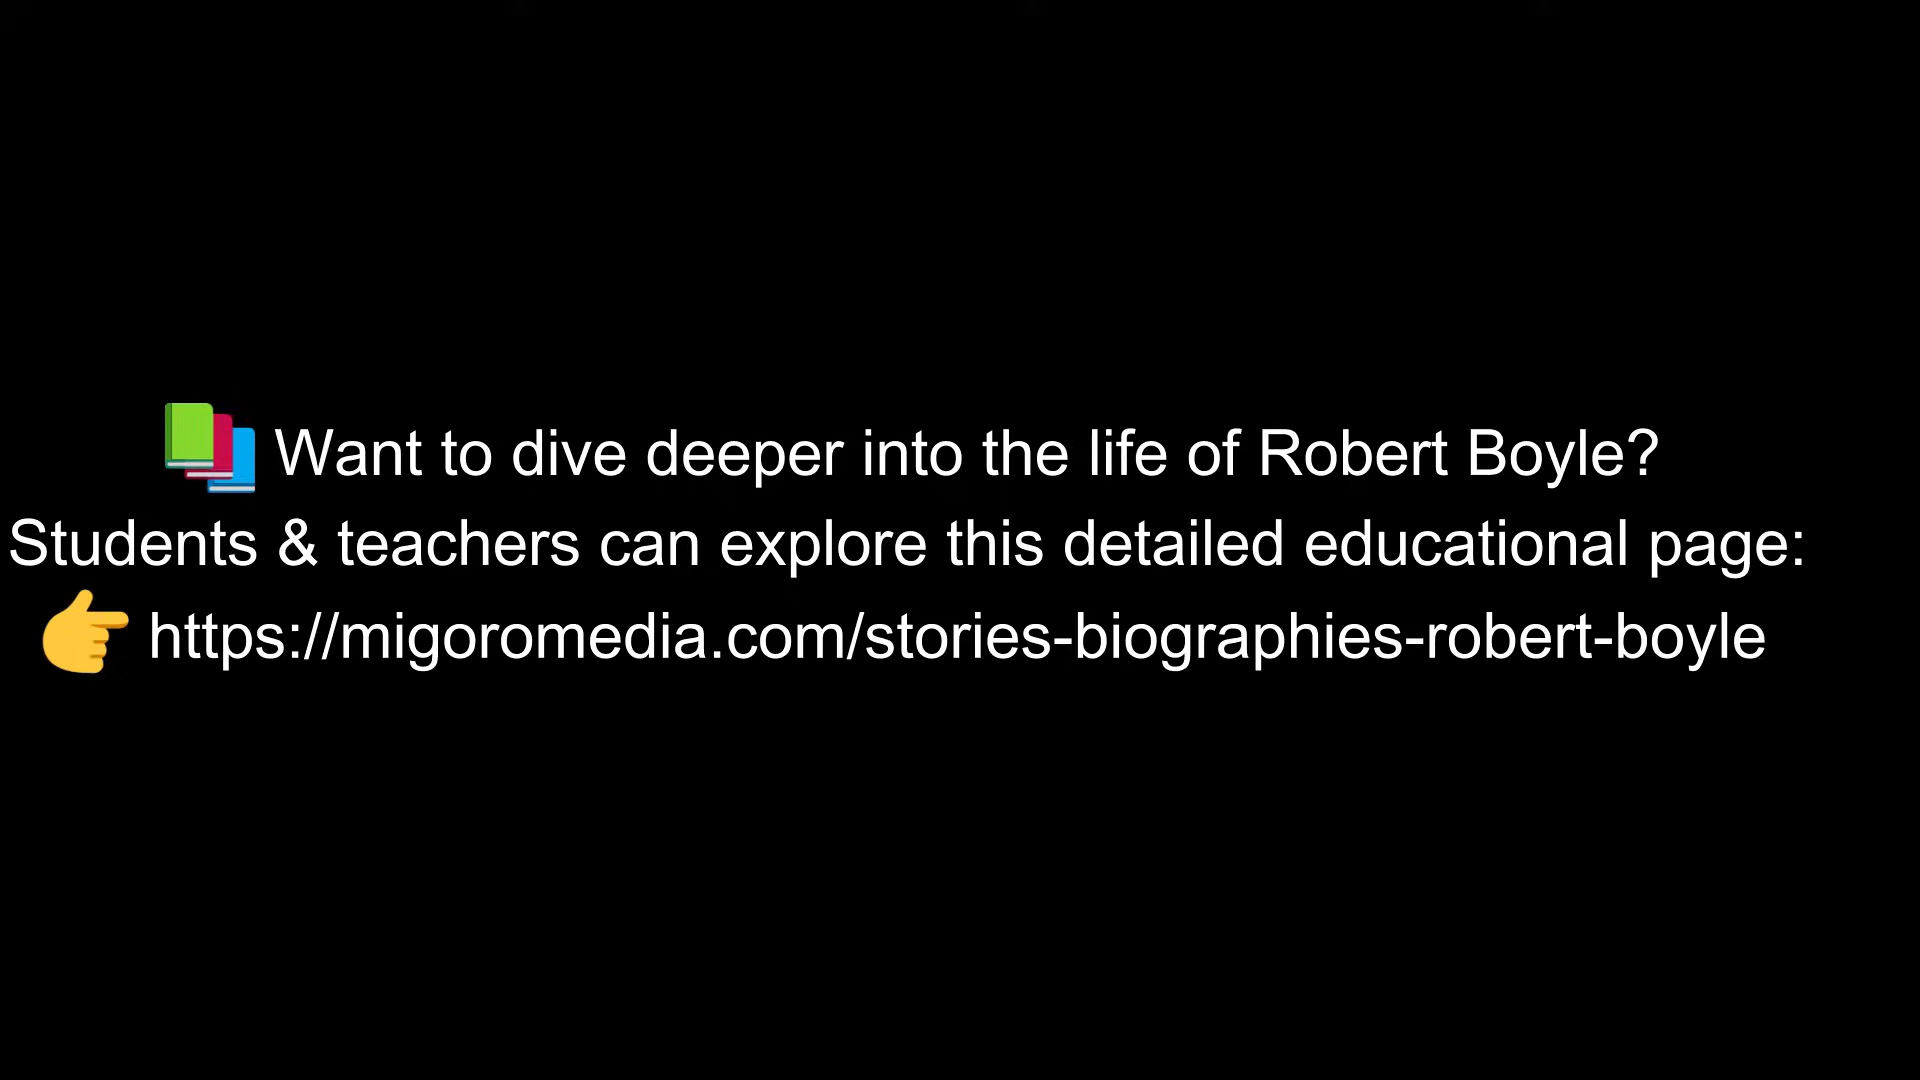 📚 Want to dive deeper into the life of Robert Boyle?
Students & teachers can explore this detailed educational page:
👉 https://migoromedia.com/stories-biographies-robert-boyle